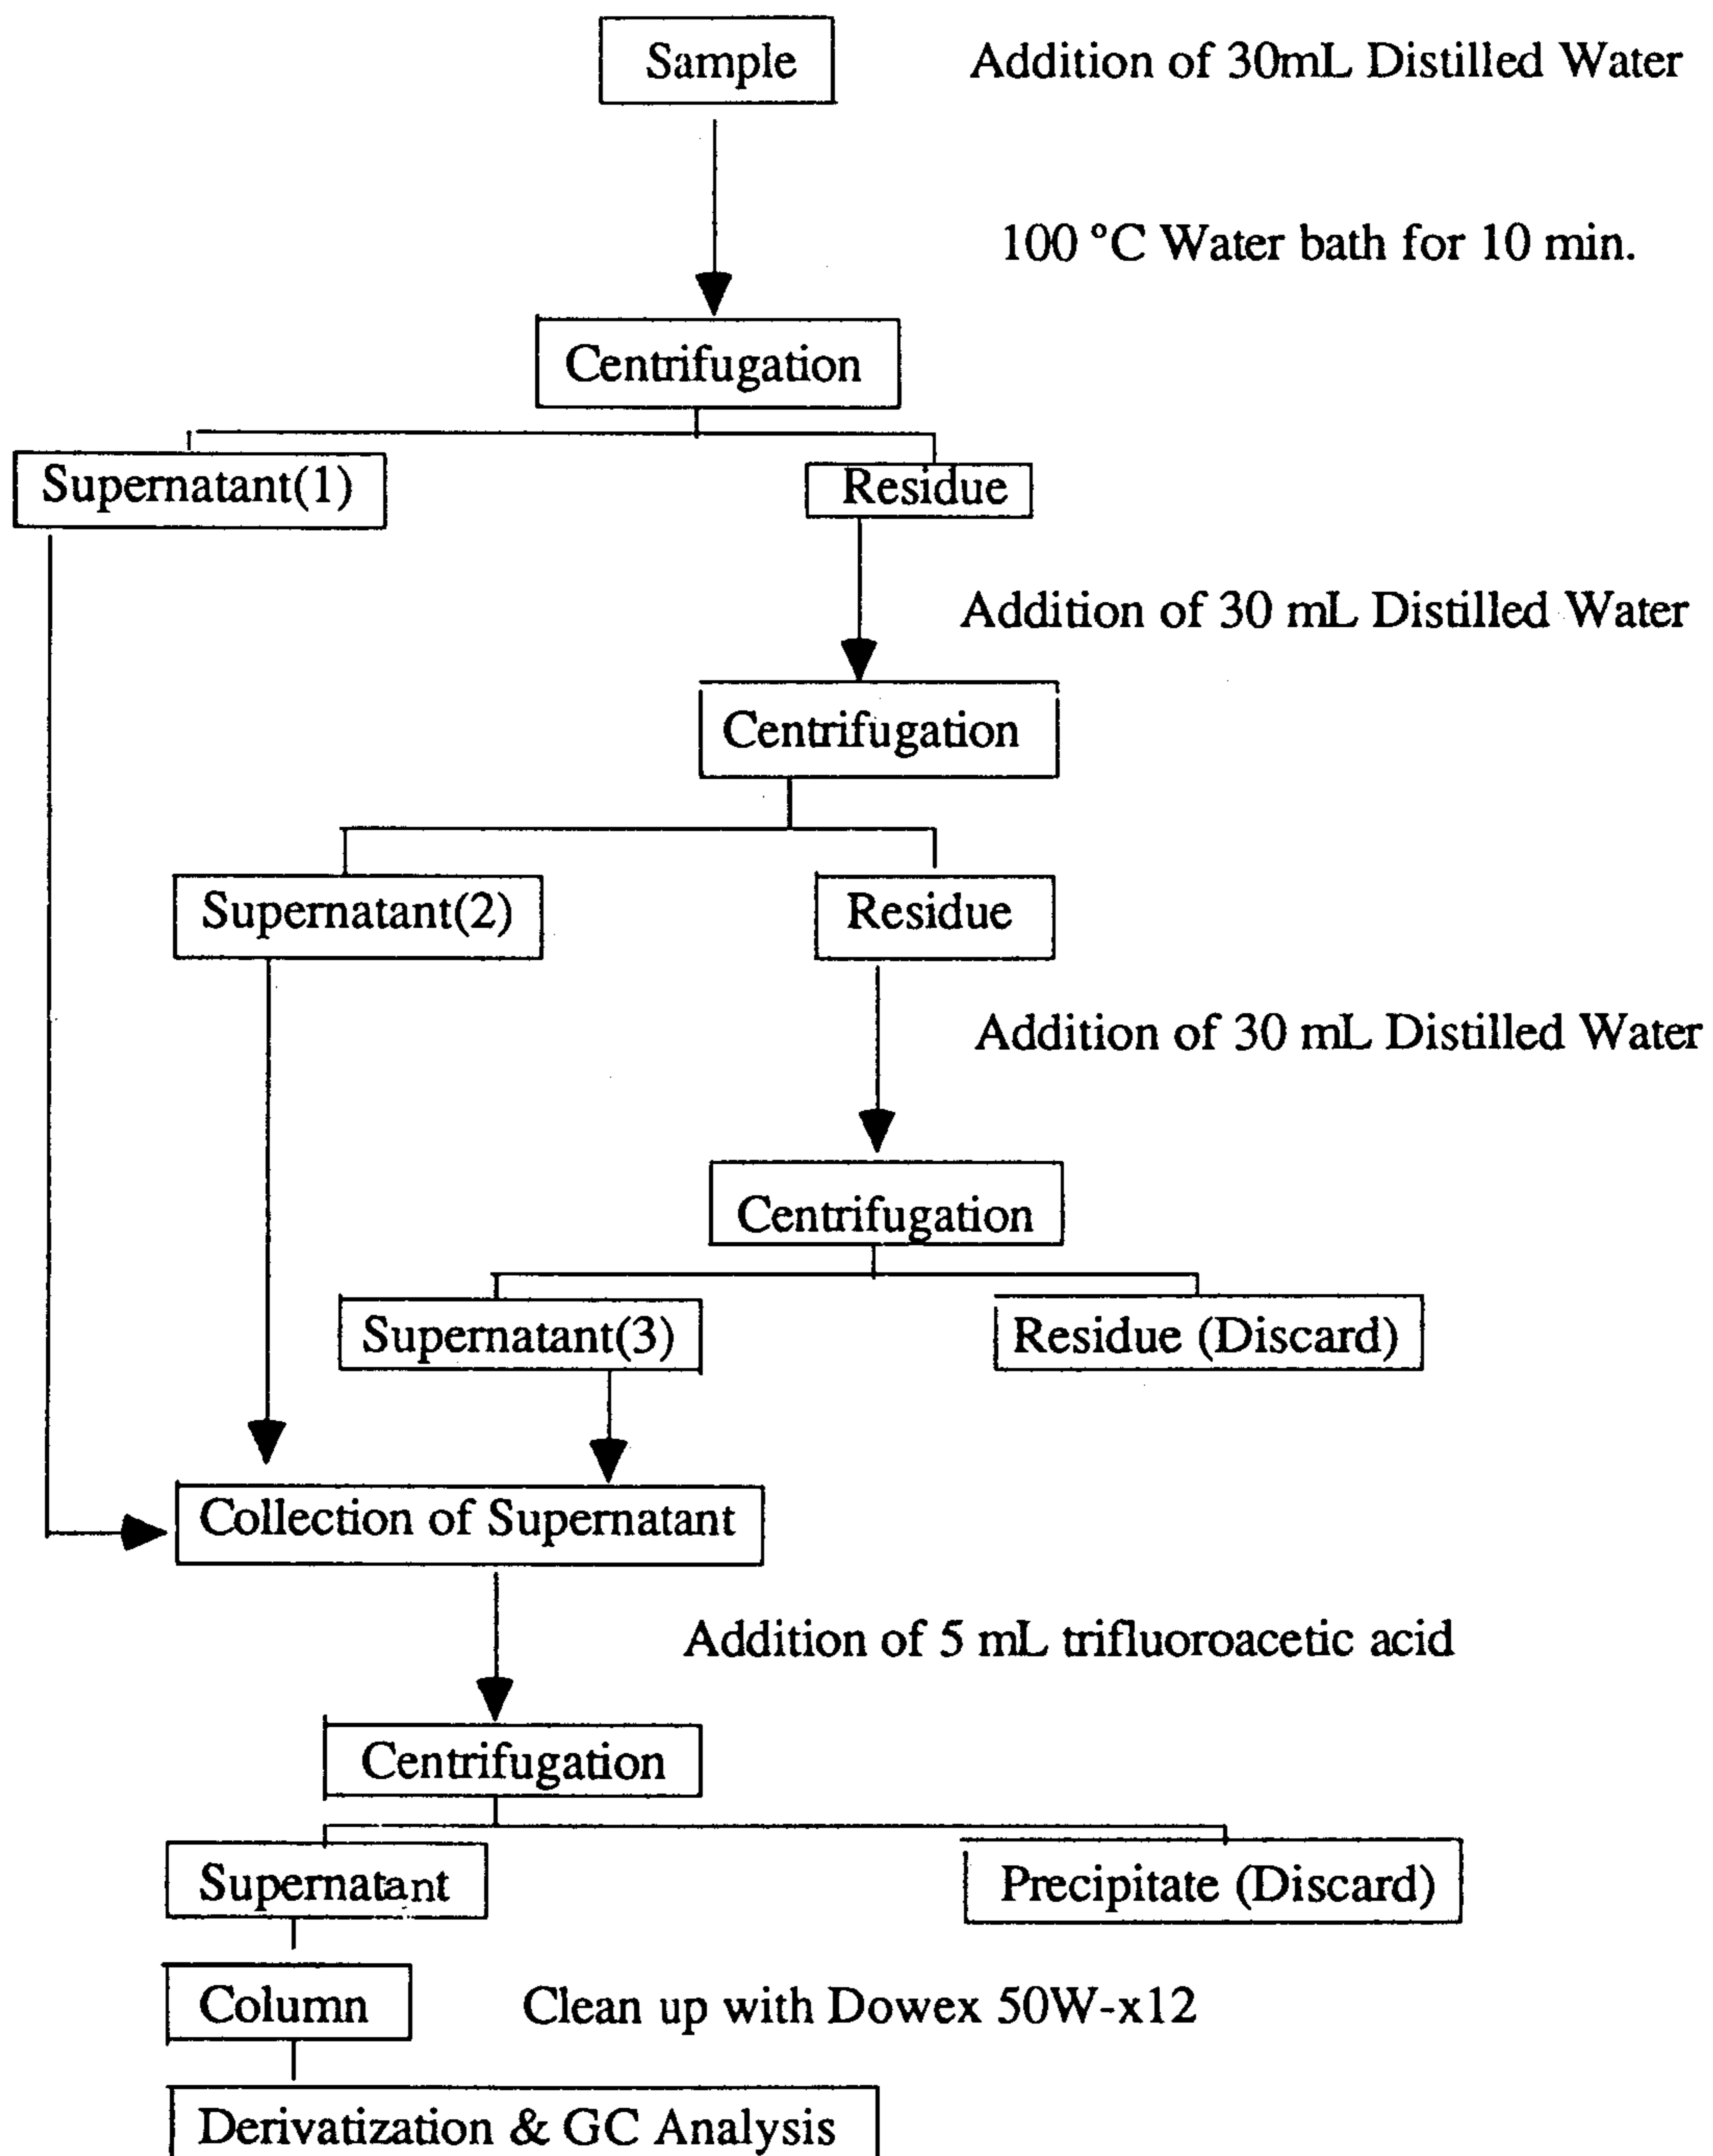 Sample
Addition of 30mL Distilled Water
100 °C Water bath for 10 min.
Centrifugation
Supernatant(1)
Residue
Addition of 30 mL Distilled Water
Centrifugation
Supernatant(2)
Residue
Addition of 30 mL Distilled Water
Centrifugation
Supernatant(3)
Residue (Discard)
Collection of Supernatant
Addition of 5 mL trifluoroacetic acid
Centrifugation
Supernatant
Precipitate (Discard)
Column
Clean up with Dowex 50W-x12
Derivatization & GC Analysis